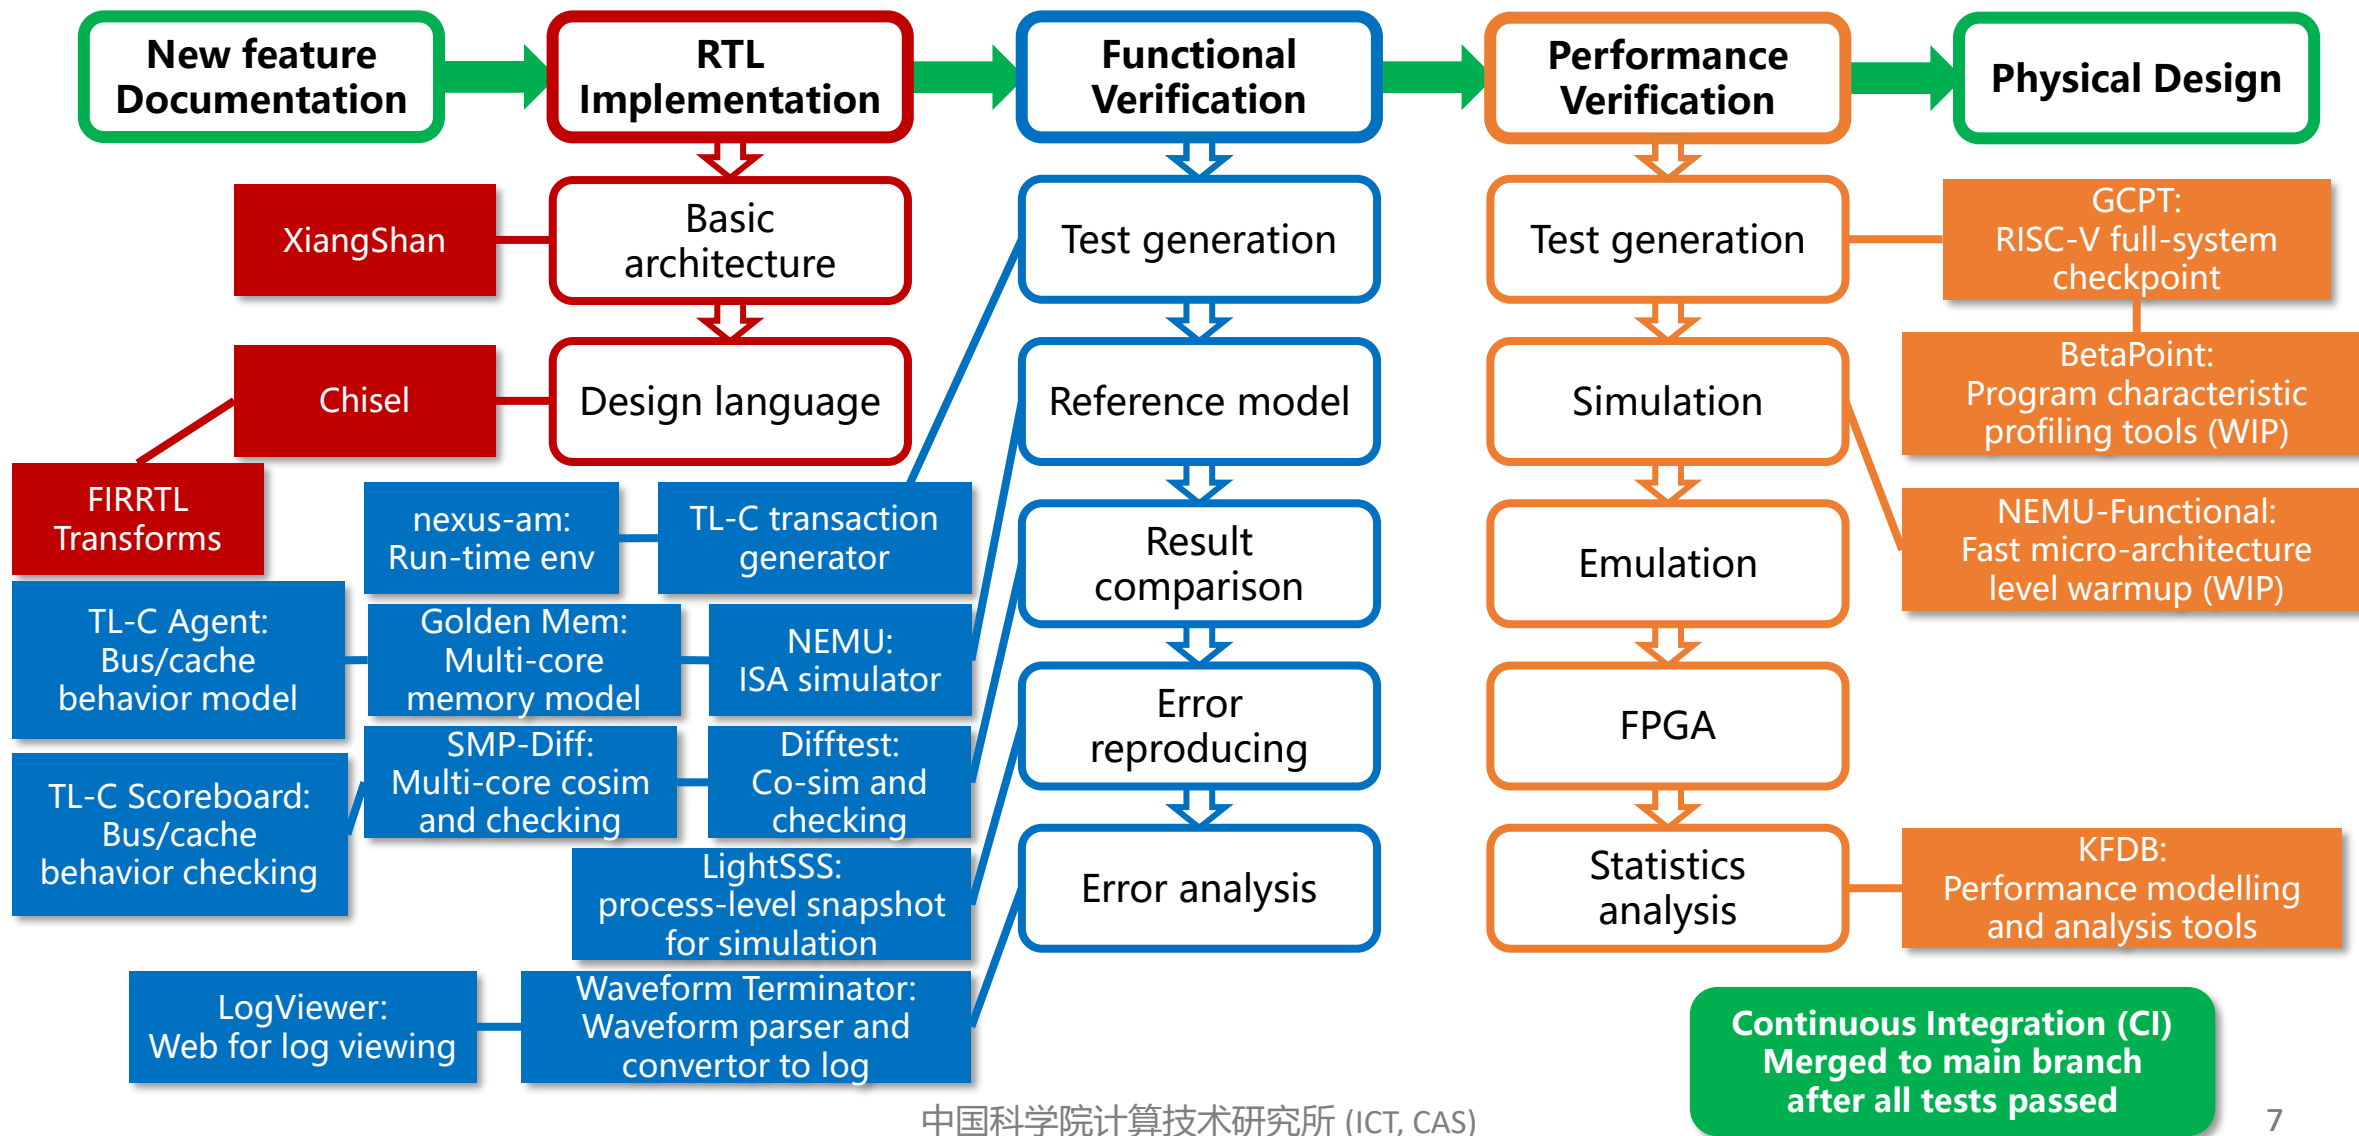 New feature
Documentation
RTL
Implementation
Functional
Verification
Performance
Verification
Physical Design
XiangShan
Basic
architecture
Test generation
Test generation
GCPT:
RISC-V full-system
checkpoint
Chisel
Design language
Reference model
Simulation
BetaPoint:
Program characteristic
profiling tools (WIP)
FIRRTL
Transforms
nexus-am:
Run-time env
TL-C transaction
generator
Result
comparison
Emulation
NEMU-Functional:
Fast micro-architecture
level warmup (WIP)
TL-C Agent:
Bus/cache
behavior model
Golden Mem:
Multi-core
memory model
NEMU:
ISA simulator
Error
reproducing
FPGA
TL-C Scoreboard:
Bus/cache
behavior checking
SMP-Diff:
Multi-core cosim
and checking
Difftest:
Co-sim and
checking
LightSSS:
process-level snapshot
for simulation
Error analysis
Statistics
analysis
KFDB:
Performance modelling
and analysis tools
LogViewer:
Web for log viewing
Waveform Terminator:
Waveform parser and
convertor to log
Continuous Integration (CI)
Merged to main branch
after all tests passed
中国科学院计算技术研究所 (ICT, CAS)
7